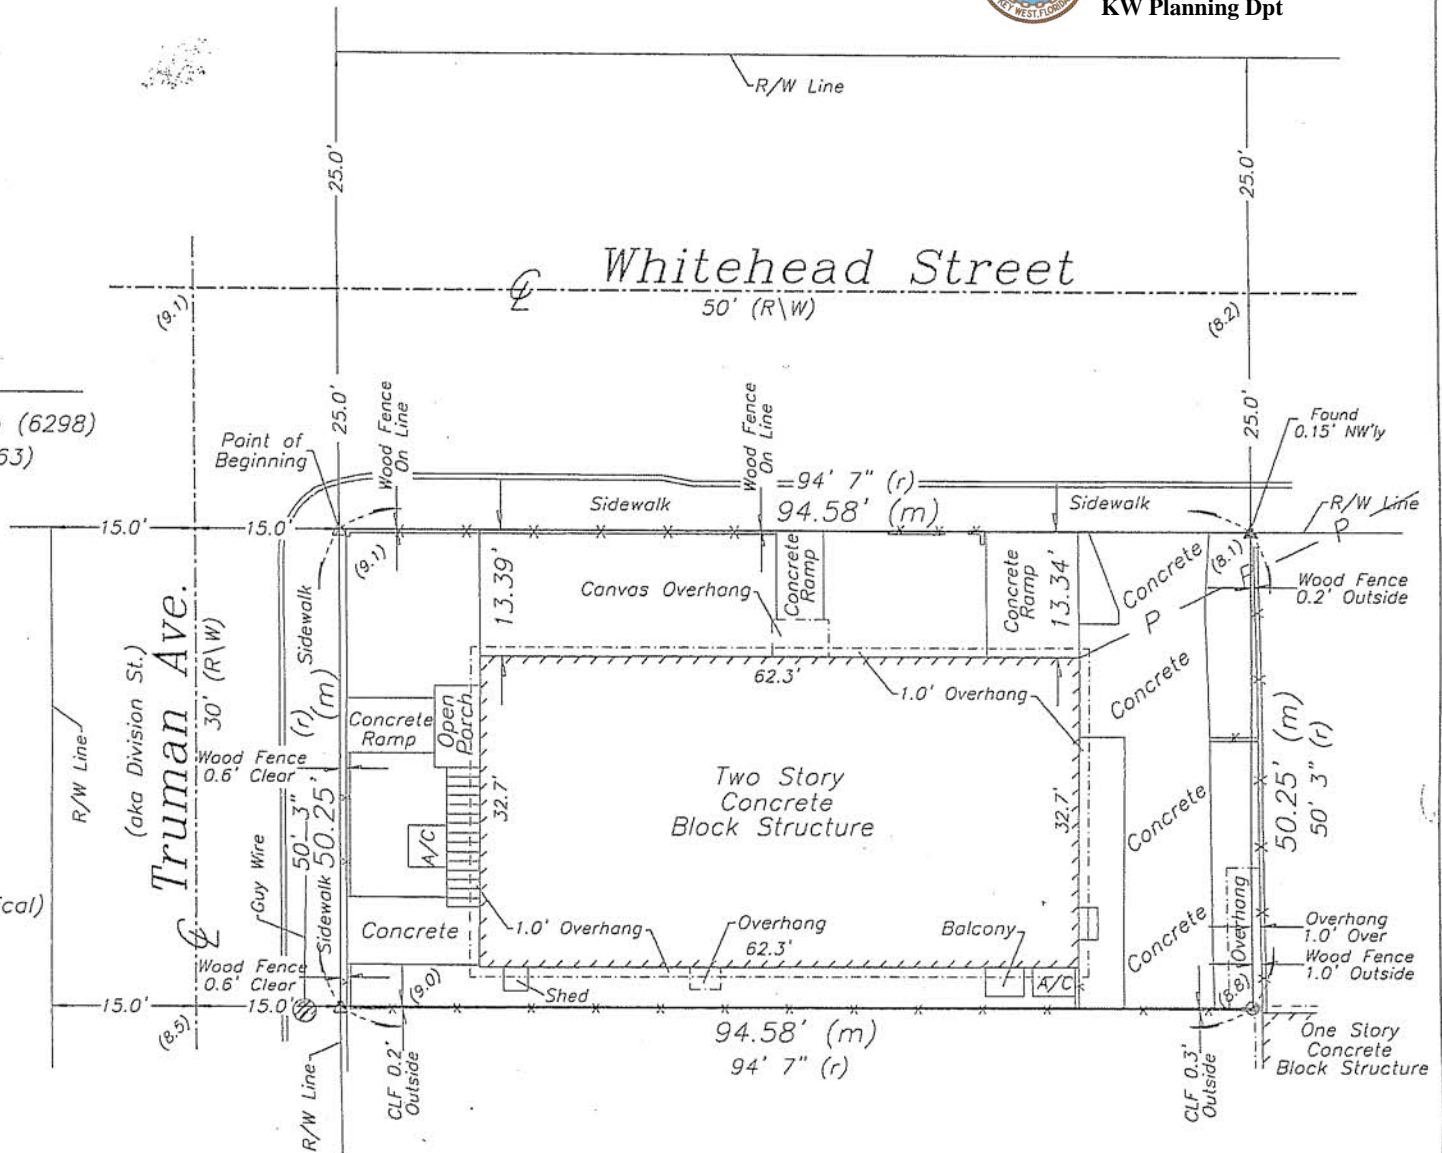 KEY WEST, FLORIDA
KW Planning Dpt
R/W Line
25.0'
25.0'
Whitehead Street
℄
50' (R\W)
(9.1)
(8.2)
25.0'
25.0'
(6298)
63)
Point of
Beginning
Wood Fence
On Line
Wood Fence
On Line
Found
0.15' NW'ly
94' 7" (r)
94.58' (m)
Sidewalk
Sidewalk
R/W Line
P
15.0'
15.0'
(9.1)
13.39'
Canvas Overhang
Concrete
Ramp
Concrete
Ramp
13.34'
Concrete
(8.1)
E
Wood Fence
0.2' Outside
P
Sidewalk
62.3'
1.0' Overhang
Concrete
R/W Line
(aka Division St.)
℄ Truman Ave.
30' (R\W)
Open
Porch
Concrete
Ramp
Wood Fence
0.6' Clear
32.7'
Two Story
Concrete
Block Structure
32.7'
Concrete
50.25' (m)
50' 3" (r)
Guy Wire
50' 3" (r)
50.25' (m)
Sidewalk
A/C
cal)
Concrete
1.0' Overhang
Overhang
62.3'
Balcony
Concrete
Overhang
Overhang
1.0' Over
Wood Fence
1.0' Outside
Wood Fence
0.6' Clear
(9.0)
Shed
A/C
(8.8)
15.0'
15.0'
(8.5)
94.58' (m)
94' 7" (r)
R/W Line
CLF 0.2'
Outside
CLF 0.3'
Outside
One Story
Concrete
Block Structure